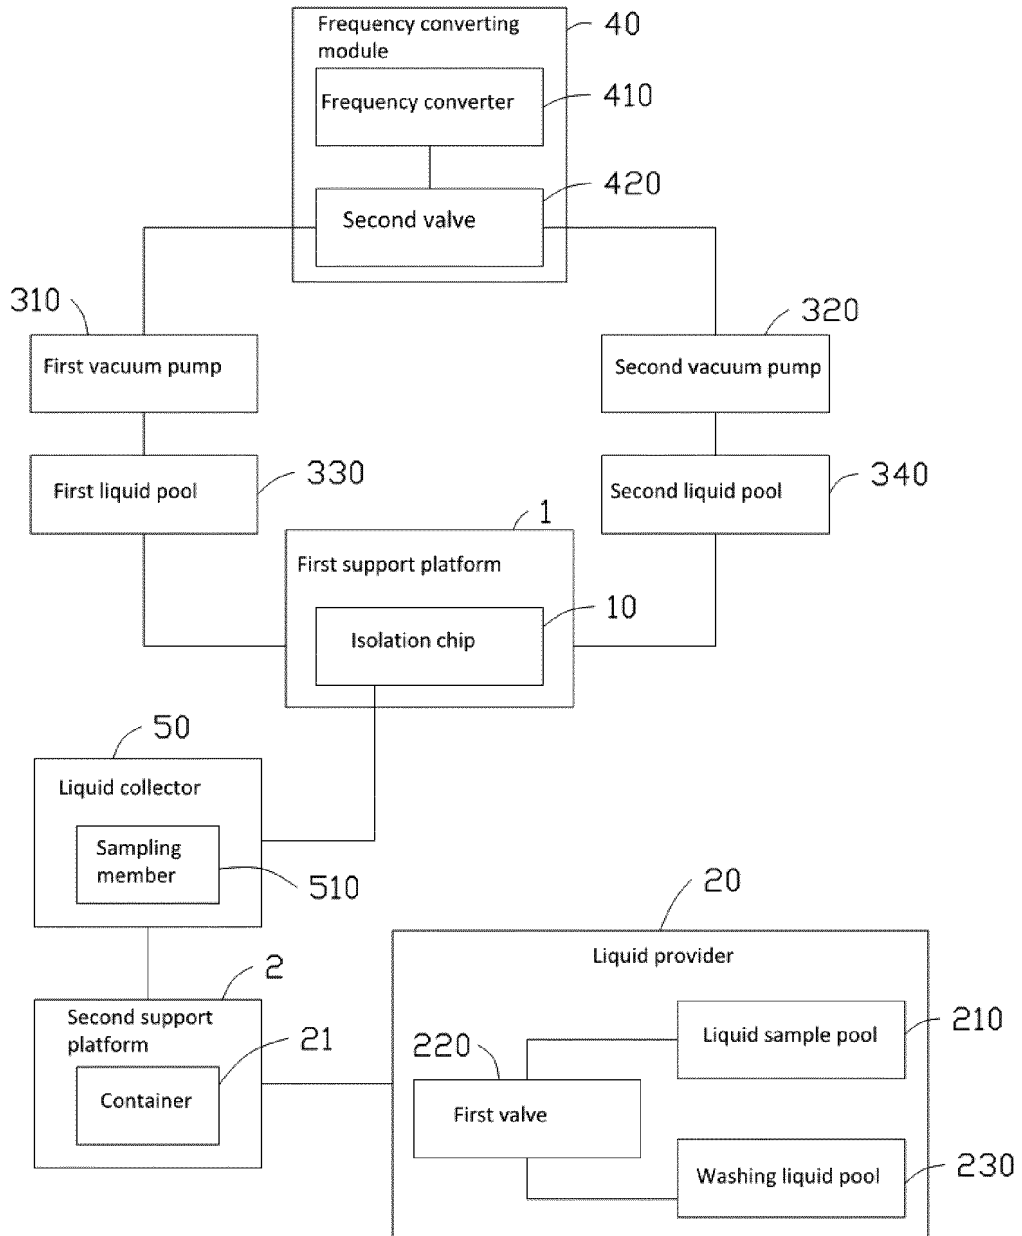 Frequency converting
module
40
Frequency converter
410
Second valve
420
310
First vacuum pump
320
Second vacuum pump
First liquid pool
330
Second liquid pool
340
1
First support platform
10
Isolation chip
50
Liquid collector
Sampling
member
510
20
Liquid provider
2
Second support
platform
21
Container
Liquid sample pool
210
220
First valve
Washing liquid pool
230